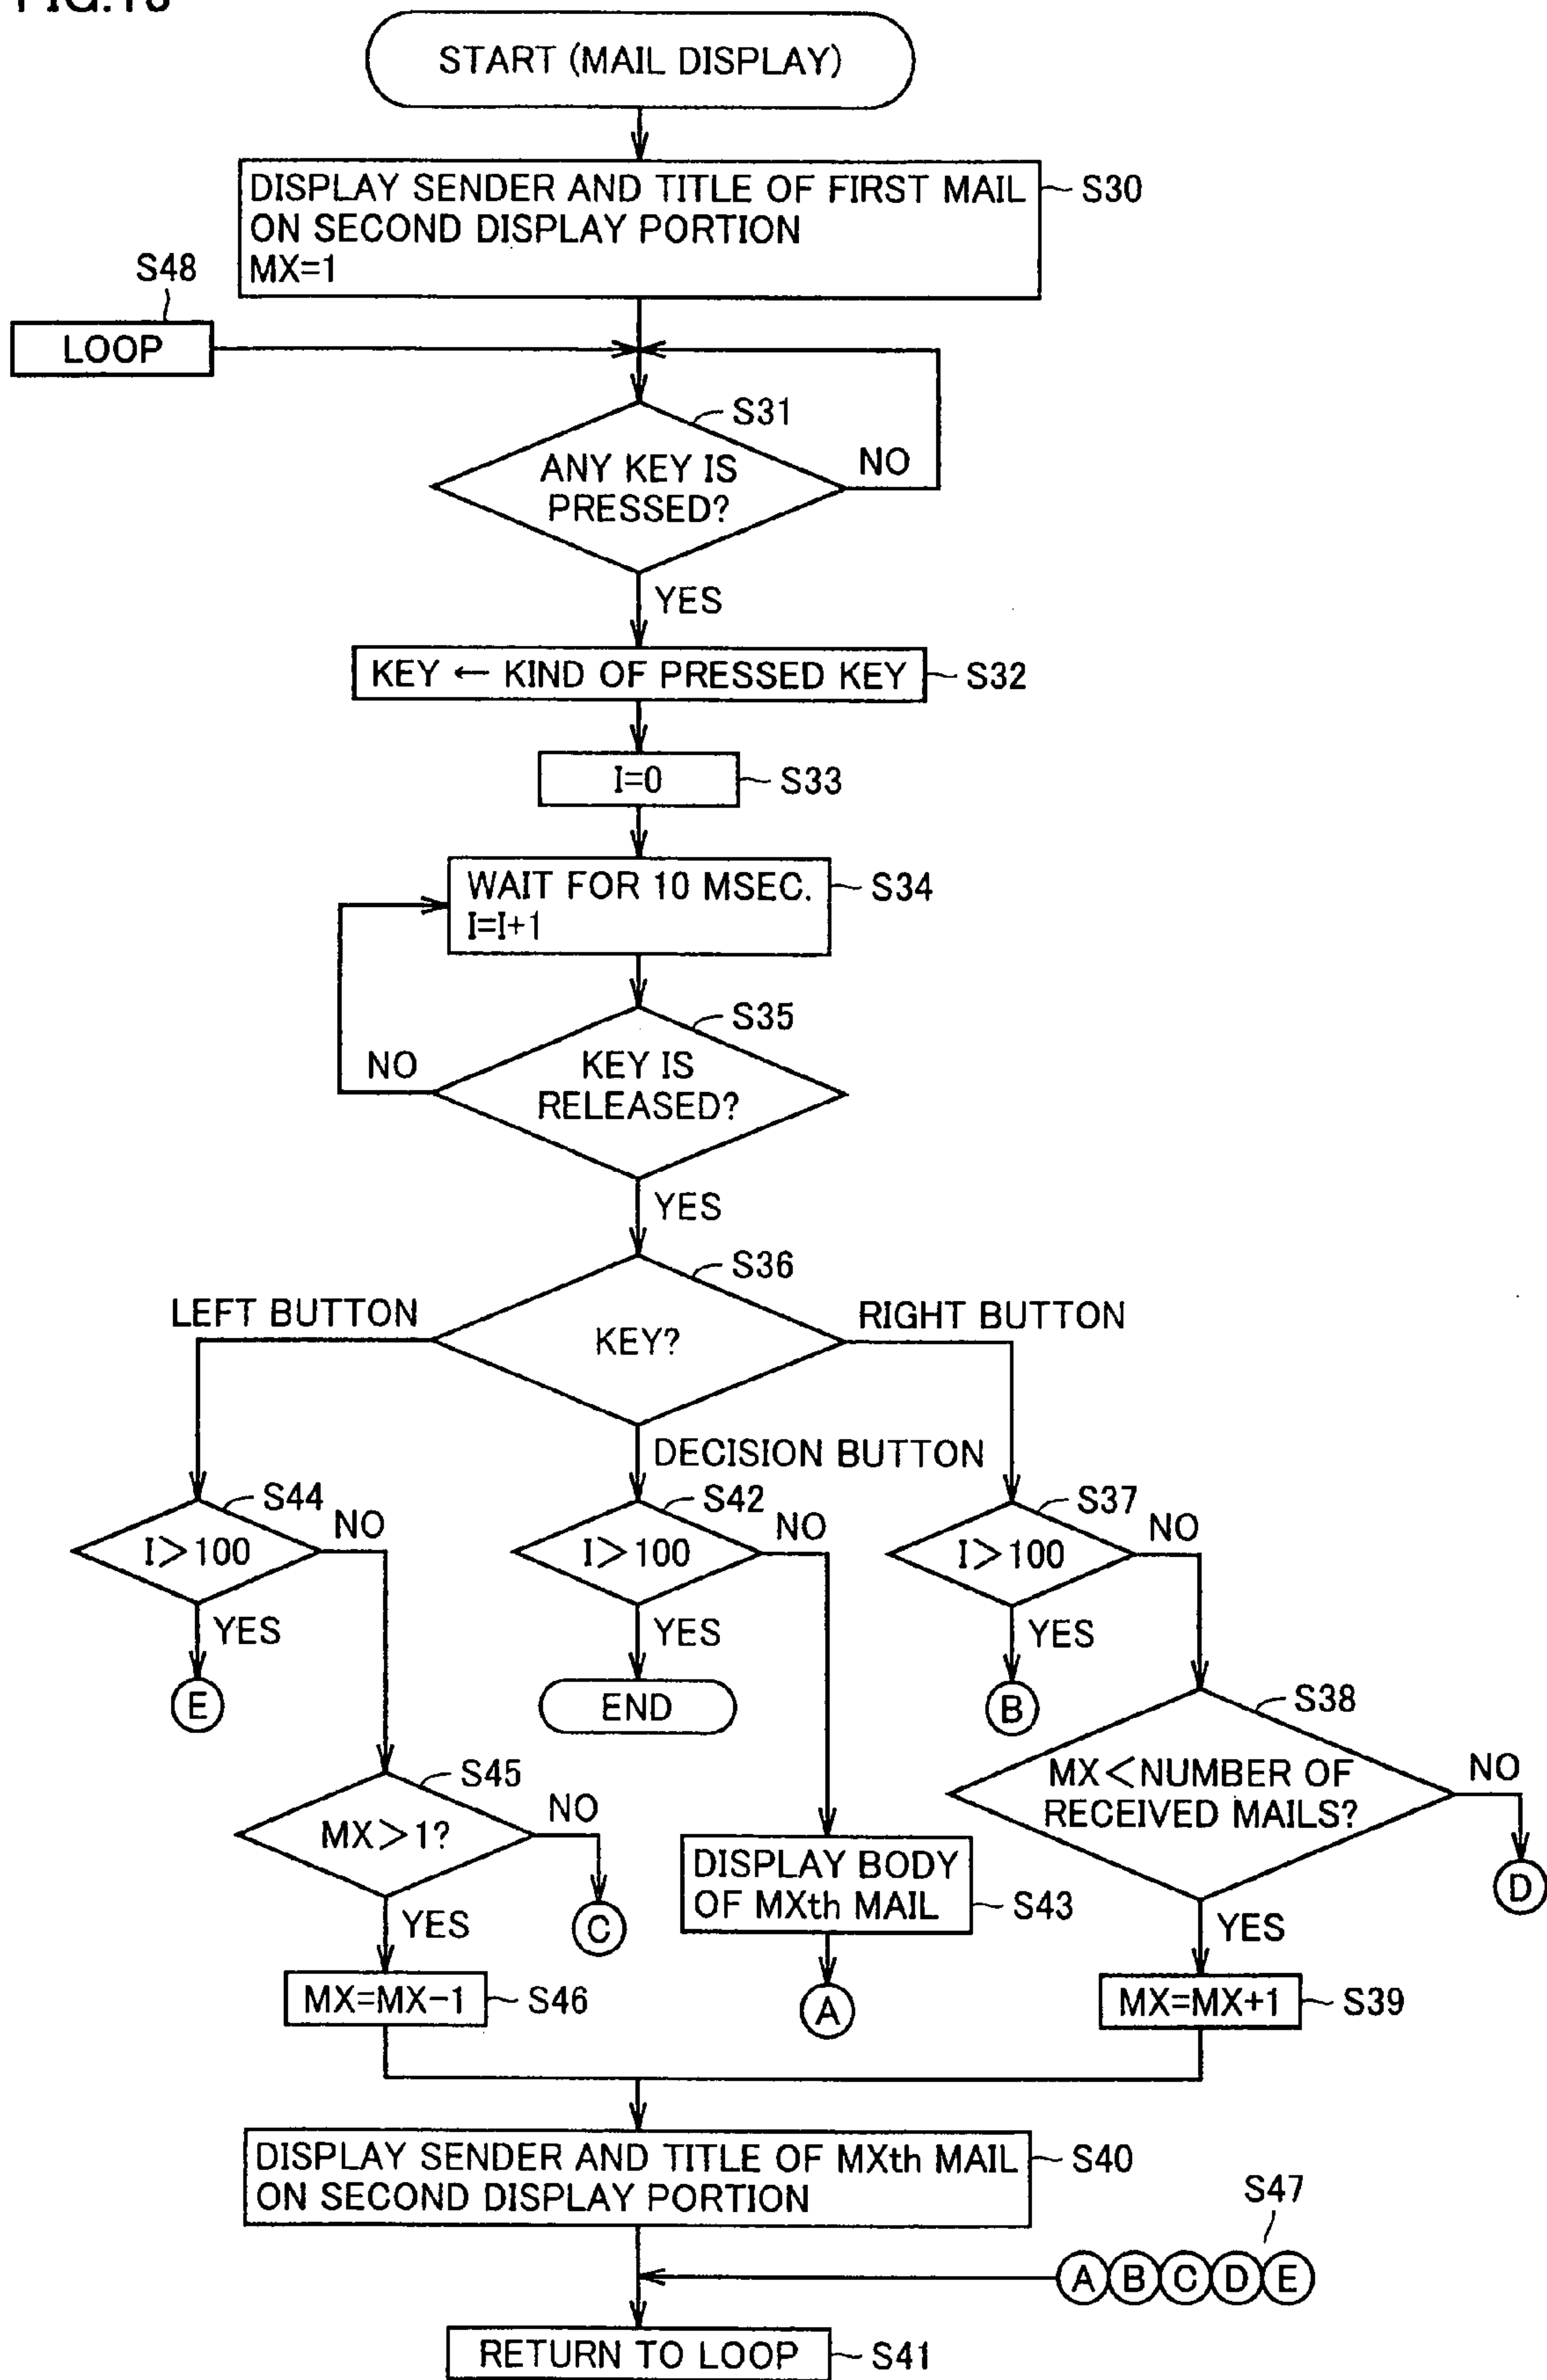 START (MAIL DISPLAY)
DISPLAY SENDER AND TITLE OF FIRST MAIL
ON SECOND DISPLAY PORTION
MX=1
S30
S48
LOOP
S31
ANY KEY IS
PRESSED?
NO
YES
KEY ← KIND OF PRESSED KEY
S32
I=0
S33
WAIT FOR 10 MSEC.
I=I+1
S34
S35
KEY IS
RELEASED?
NO
YES
S36
KEY?
LEFT BUTTON
RIGHT BUTTON
DECISION BUTTON
S44
I>100
NO
YES
E
S42
I>100
NO
YES
END
S37
I>100
NO
YES
B
S38
MX<NUMBER OF
RECEIVED MAILS?
NO
D
YES
S45
MX>1?
NO
C
YES
DISPLAY BODY
OF MXth MAIL
S43
A
MX=MX-1
S46
MX=MX+1
S39
DISPLAY SENDER AND TITLE OF MXth MAIL
ON SECOND DISPLAY PORTION
S40
S47
A B C D E
RETURN TO LOOP
S41